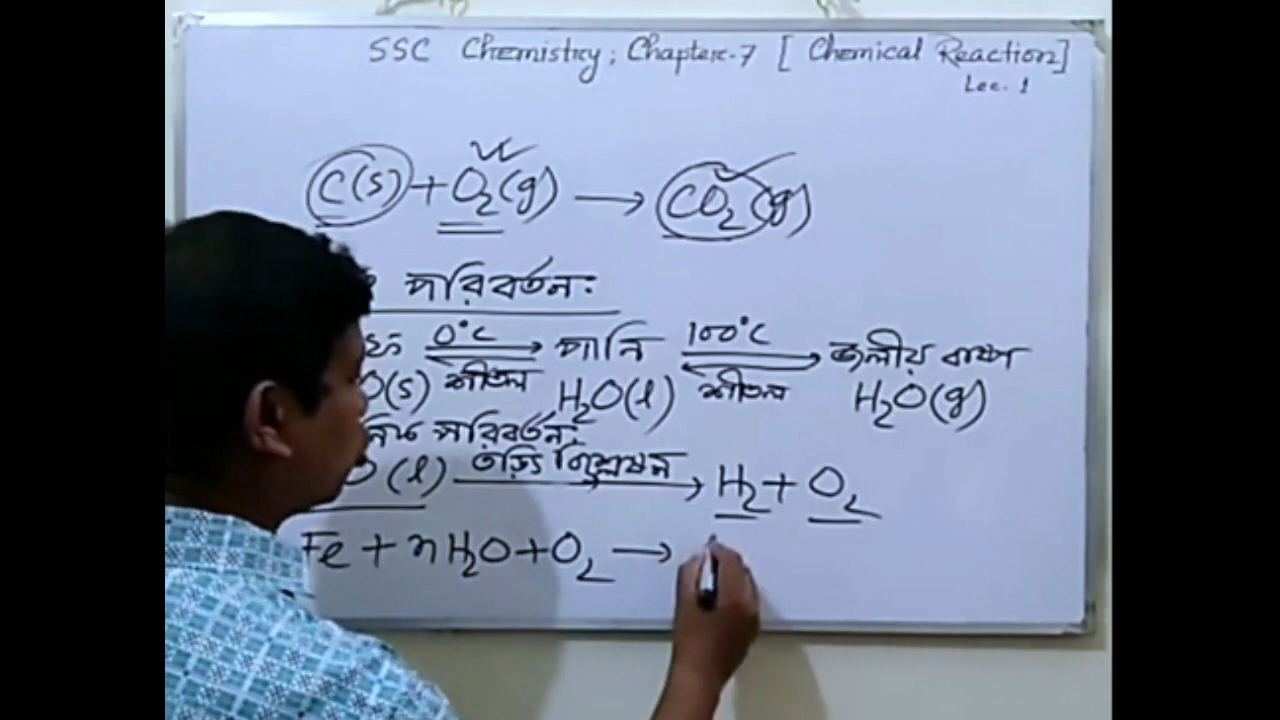 SSC Chemistry; Chapter-7 [Chemical Reaction]
Lec. 1
C(s) + O₂(g) ⟶ CO₂(g)
পরিবর্তন:
0°C পানি 100°C জলীয় বাষ্প
O(s) শীতল H₂O(l) শীতল H₂O(g)
পরিবর্তন:
O(l) তড়িৎ বিশ্লেষন ⟶ H₂ + O₂
Fe + nH₂O + O₂ ⟶